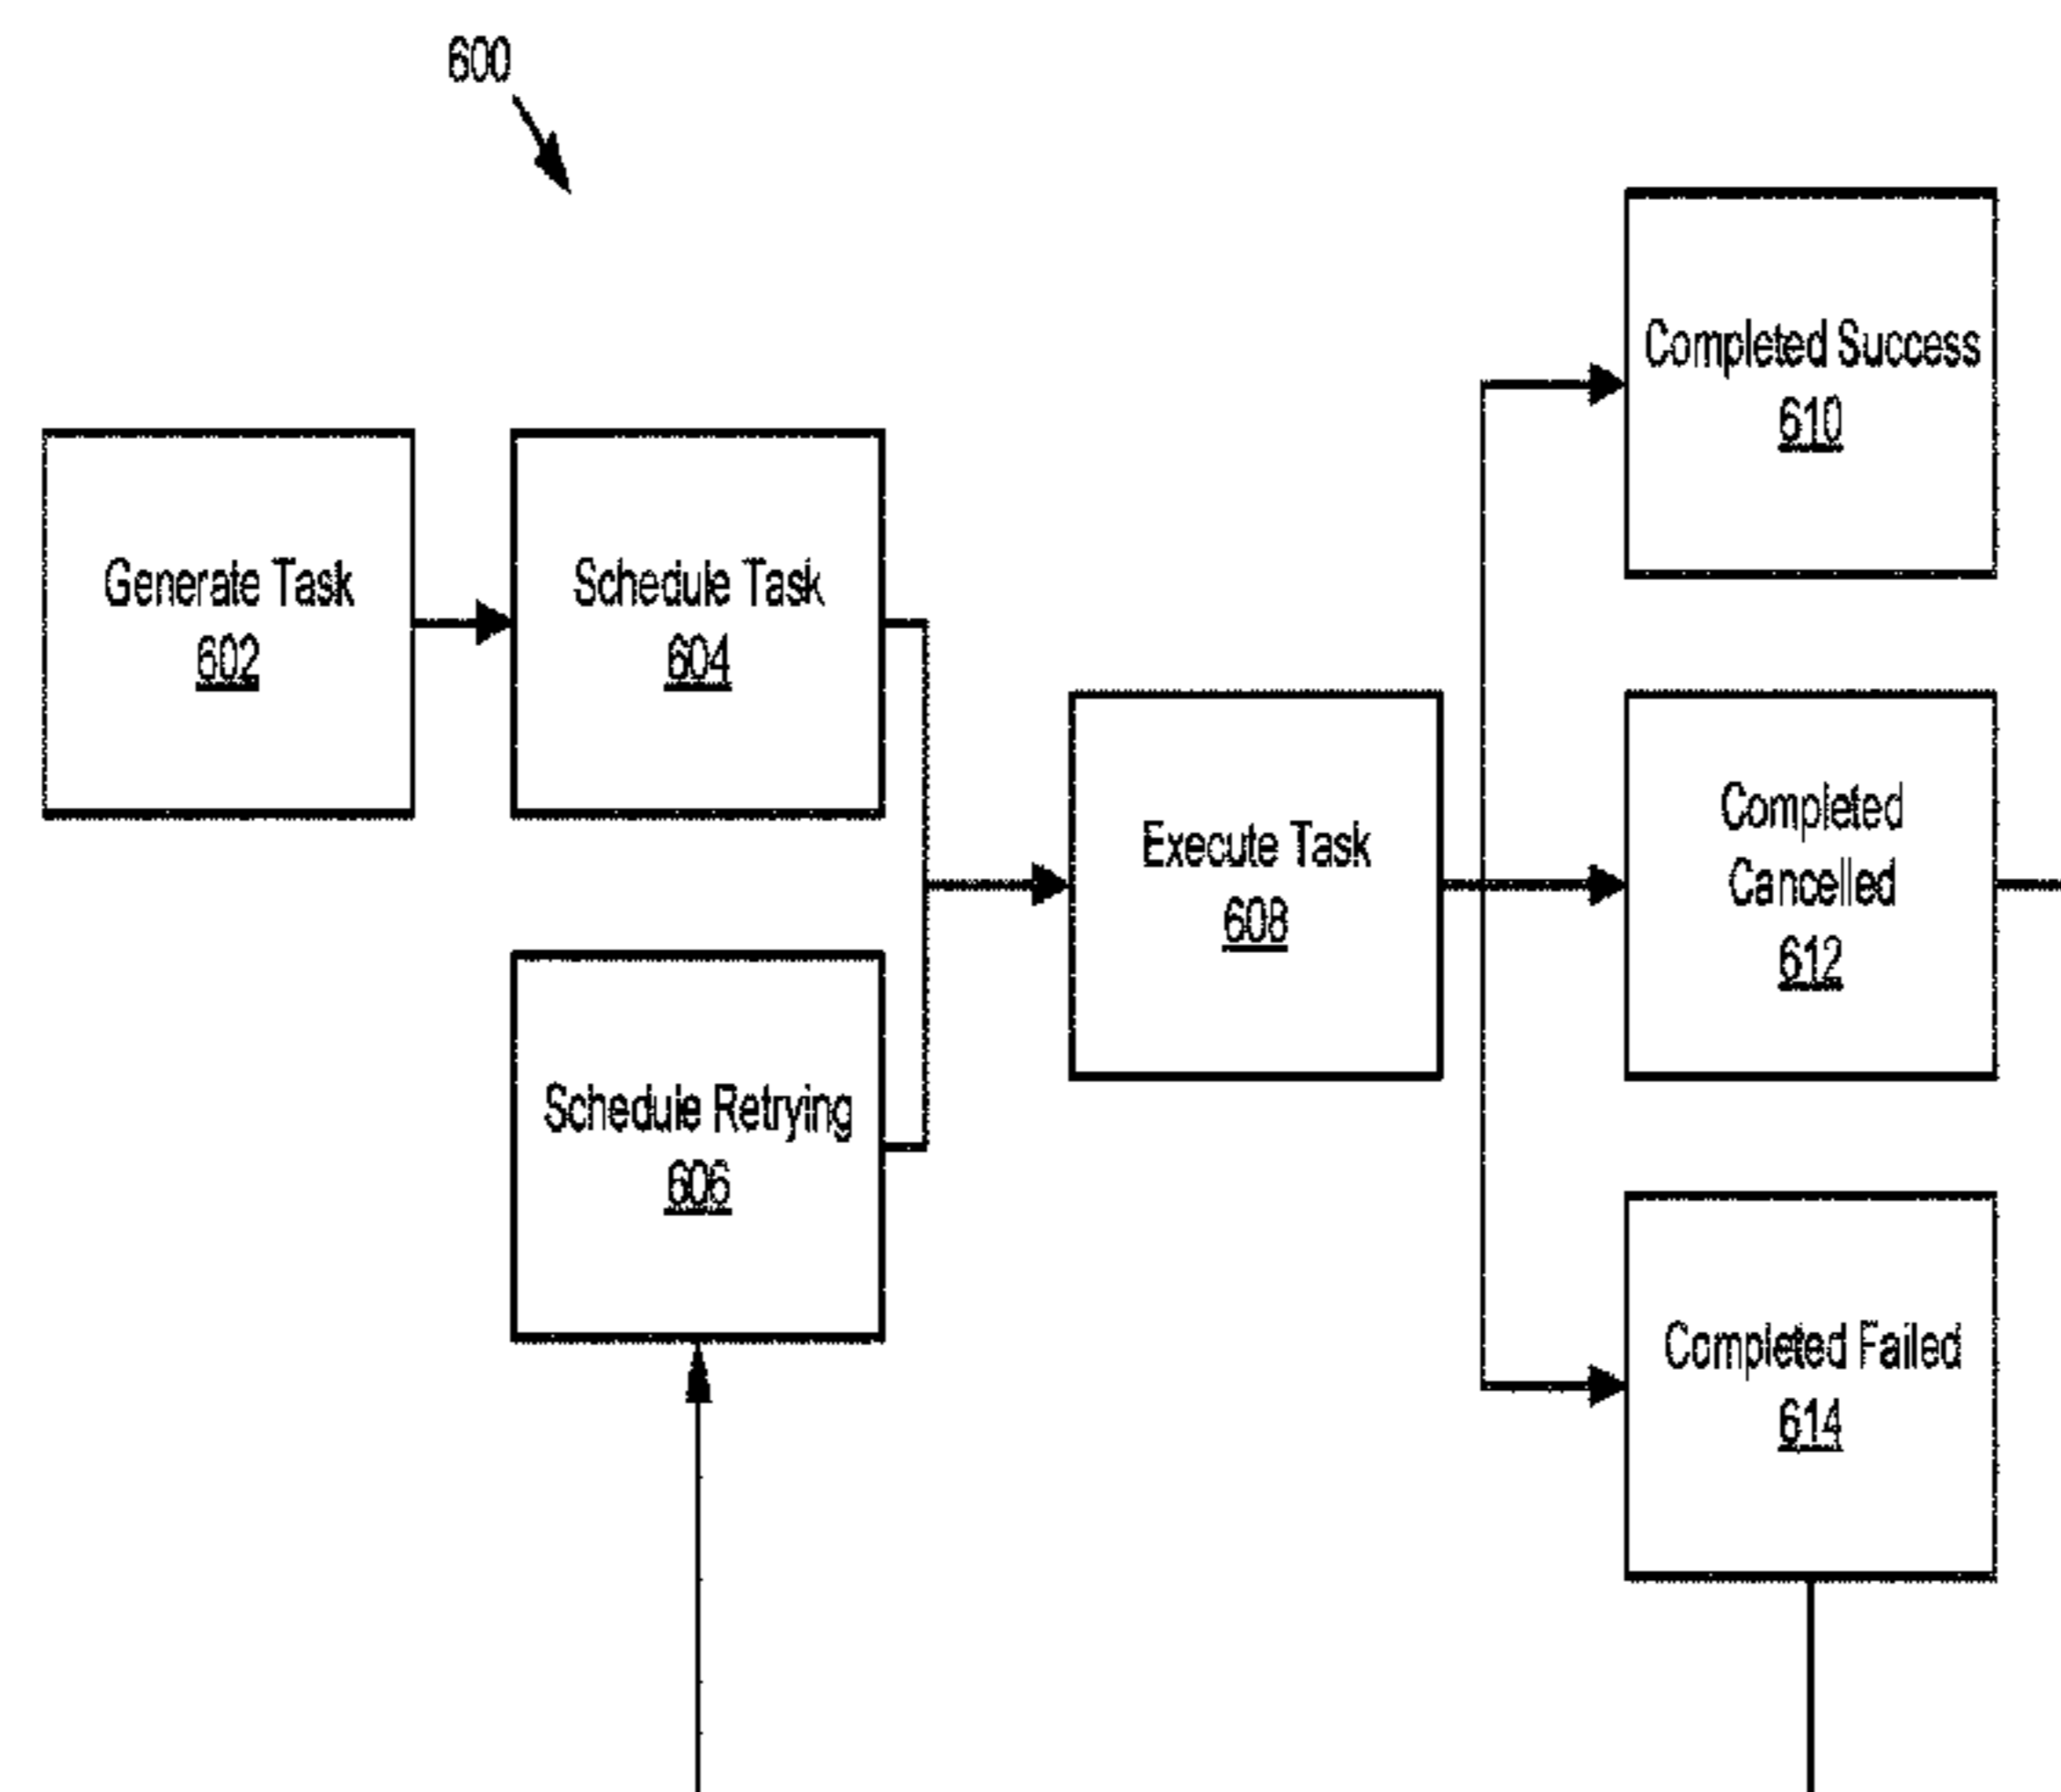 600
Generate Task
602
Schedule Task
604
Schedule Retrying
606
Execute Task
608
Completed Success
610
Completed
Cancelled
612
Completed Failed
614